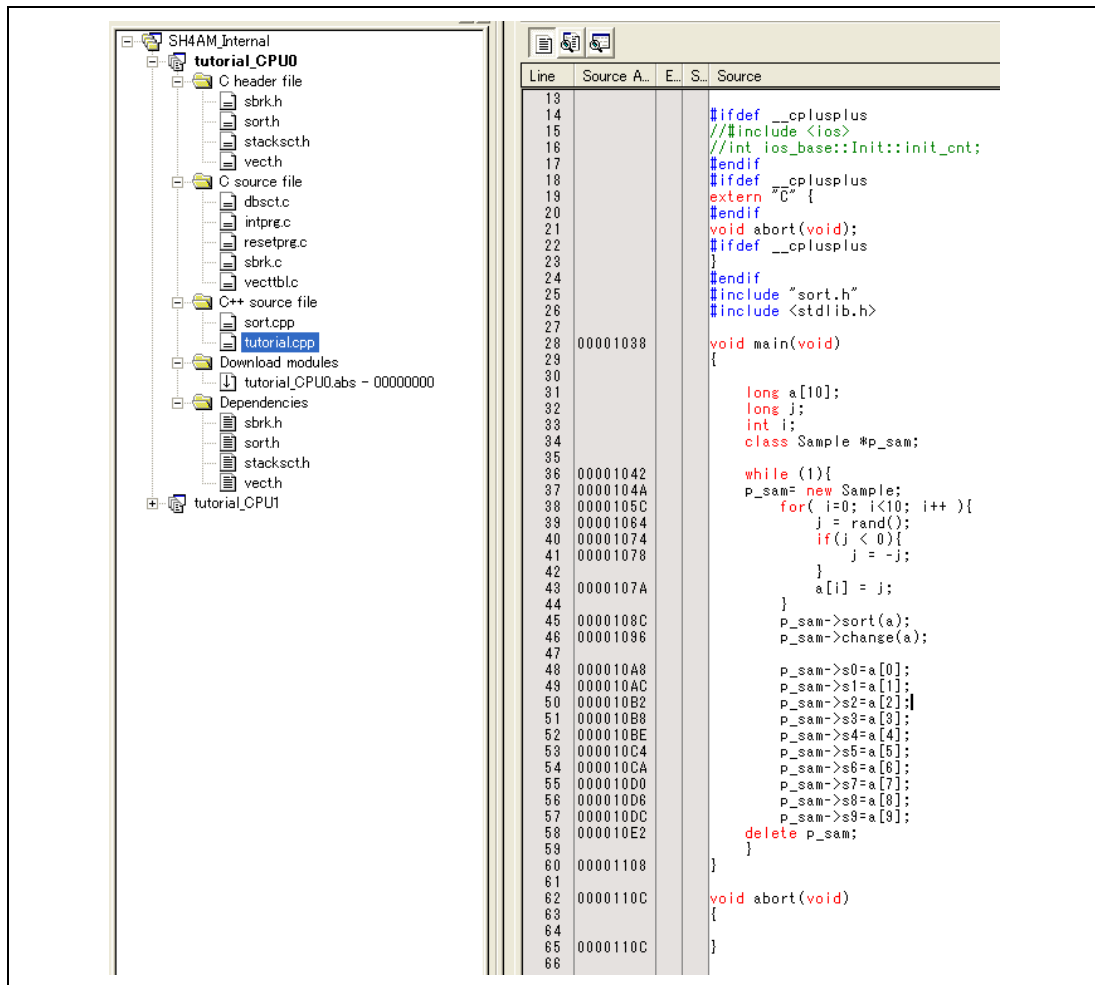 SH4AM_Internal
tutorial_CPU0
C header file
sbrk.h
sort.h
stacksct.h
vect.h
C source file
dbsct.c
intprg.c
resetprg.c
sbrk.c
vecttbl.c
C++ source file
sort.cpp
tutorial.cpp
Download modules
tutorial_CPU0.abs - 00000000
Dependencies
sbrk.h
sort.h
stacksct.h
vect.h
tutorial_CPU1
Line Source A... E... S... Source
13
14 #ifdef __cplusplus
15 //#include <ios>
16 //int ios_base::Init::init_cnt;
17 #endif
18 #ifdef __cplusplus
19 extern "C" {
20 #endif
21 void abort(void);
22 #ifdef __cplusplus
23 }
24 #endif
25 #include "sort.h"
26 #include <stdlib.h>
27
28 00001038 void main(void)
29 {
30
31 long a[10];
32 long j;
33 int i;
34 class Sample *p_sam;
35
36 00001042 while (1){
37 0000104A p_sam= new Sample;
38 0000105C for( i=0; i<10; i++ ){
39 00001064 j = rand();
40 00001074 if(j < 0){
41 00001078 j = -j;
42 }
43 0000107A a[i] = j;
44 }
45 0000108C p_sam->sort(a);
46 00001096 p_sam->change(a);
47
48 000010A8 p_sam->s0=a[0];
49 000010AC p_sam->s1=a[1];
50 000010B2 p_sam->s2=a[2];
51 000010B8 p_sam->s3=a[3];
52 000010BE p_sam->s4=a[4];
53 000010C4 p_sam->s5=a[5];
54 000010CA p_sam->s6=a[6];
55 000010D0 p_sam->s7=a[7];
56 000010D6 p_sam->s8=a[8];
57 000010DC p_sam->s9=a[9];
58 000010E2 delete p_sam;
59 }
60 00001108 }
61
62 0000110C void abort(void)
63 {
64
65 0000110C }
66